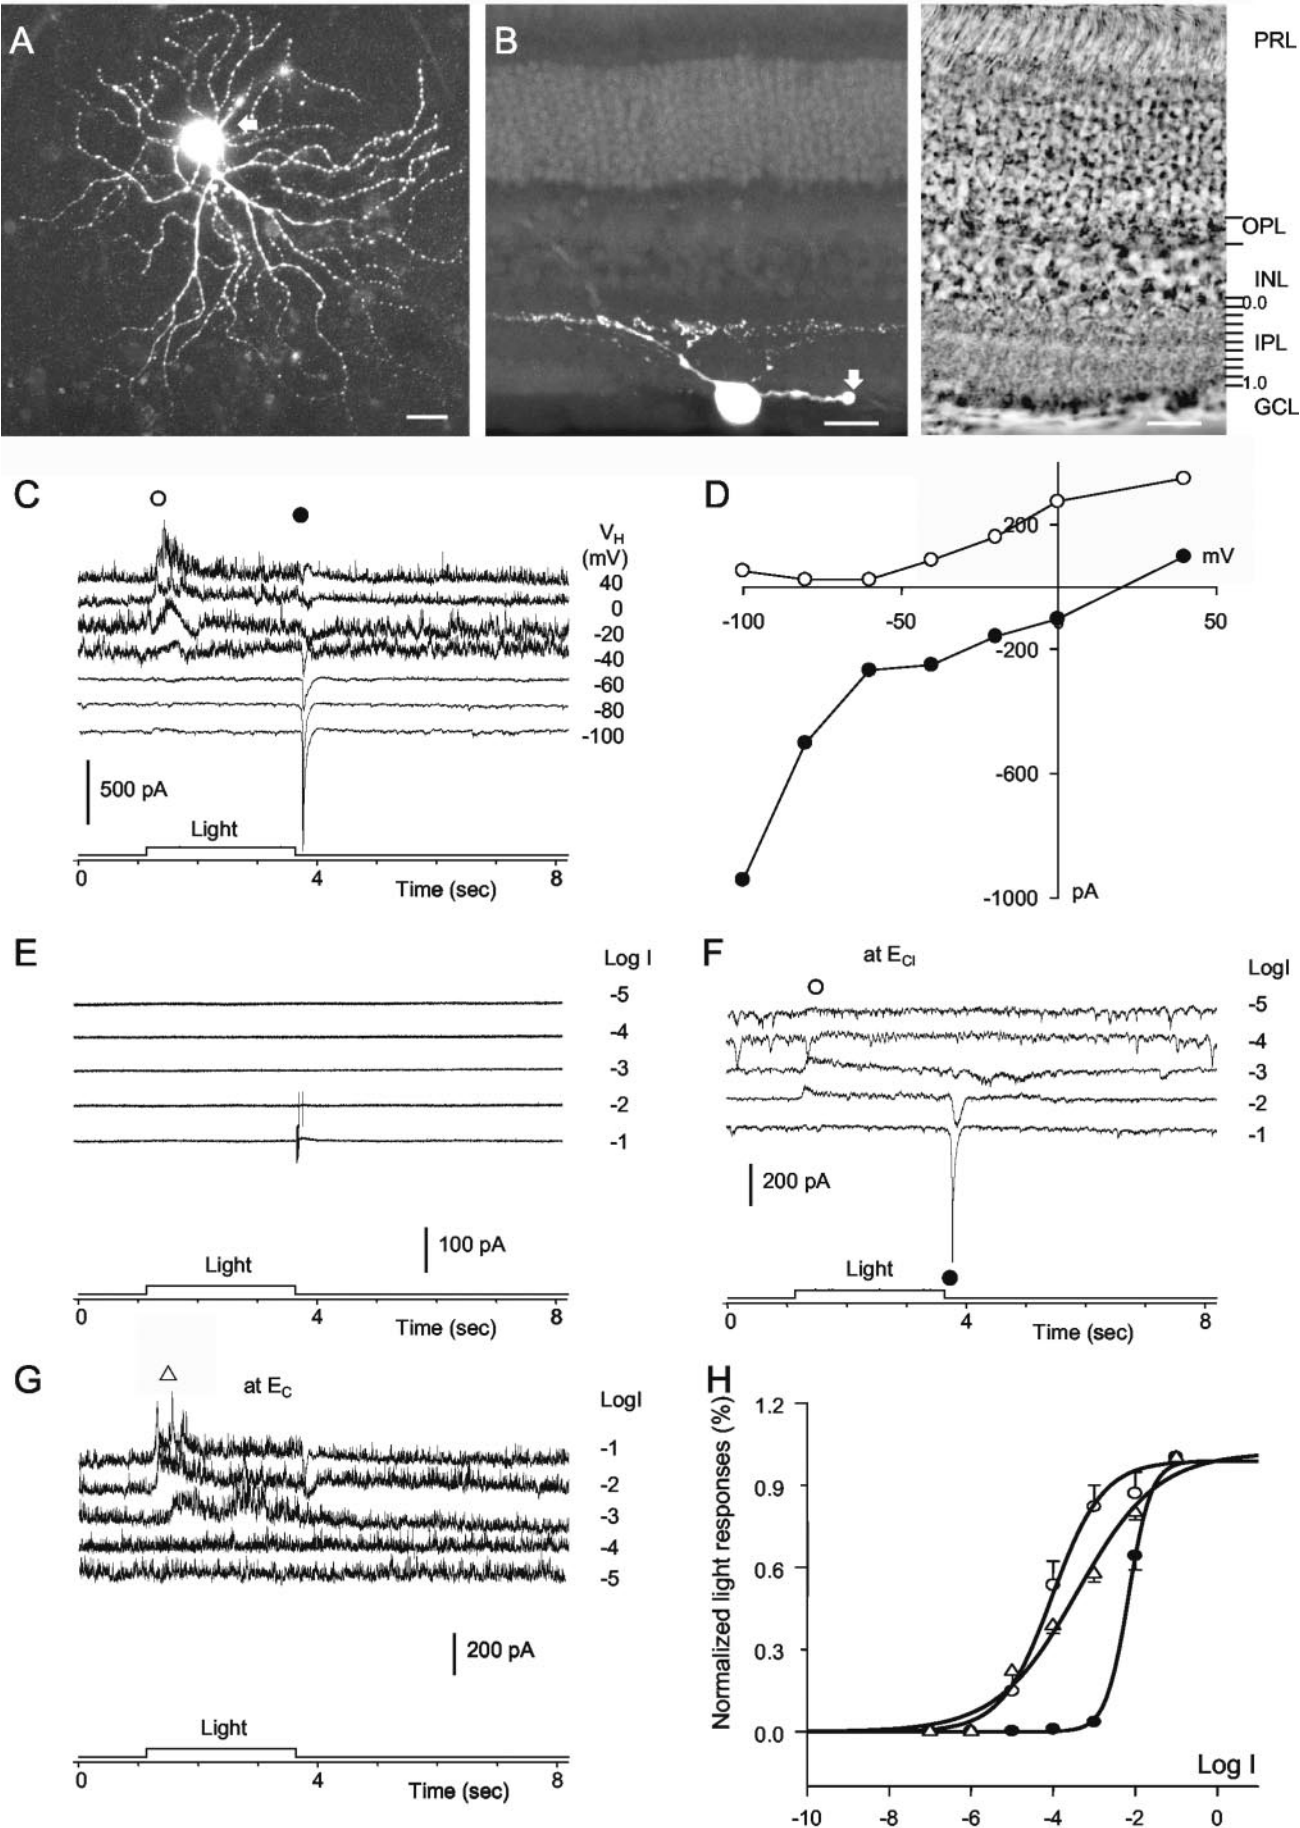 A
B
PRL
OPL
INL
0.0
IPL
1.0
GCL
C
VH
(mV)
40
0
-20
-40
-60
-80
-100
500 pA
Light
0 4 8
Time (sec)
D
200
mV
-100 -50 0 50
-200
-600
-1000 pA
E
Log I
-5
-4
-3
-2
-1
100 pA
Light
0 4 8
Time (sec)
F
at ECl
LogI
-5
-4
-3
-2
-1
200 pA
Light
0 4 8
Time (sec)
G
at EC
LogI
-1
-2
-3
-4
-5
200 pA
Light
0 4 8
Time (sec)
H
Normalized light responses (%)
1.2
0.9
0.6
0.3
0.0
Log I
-10 -8 -6 -4 -2 0